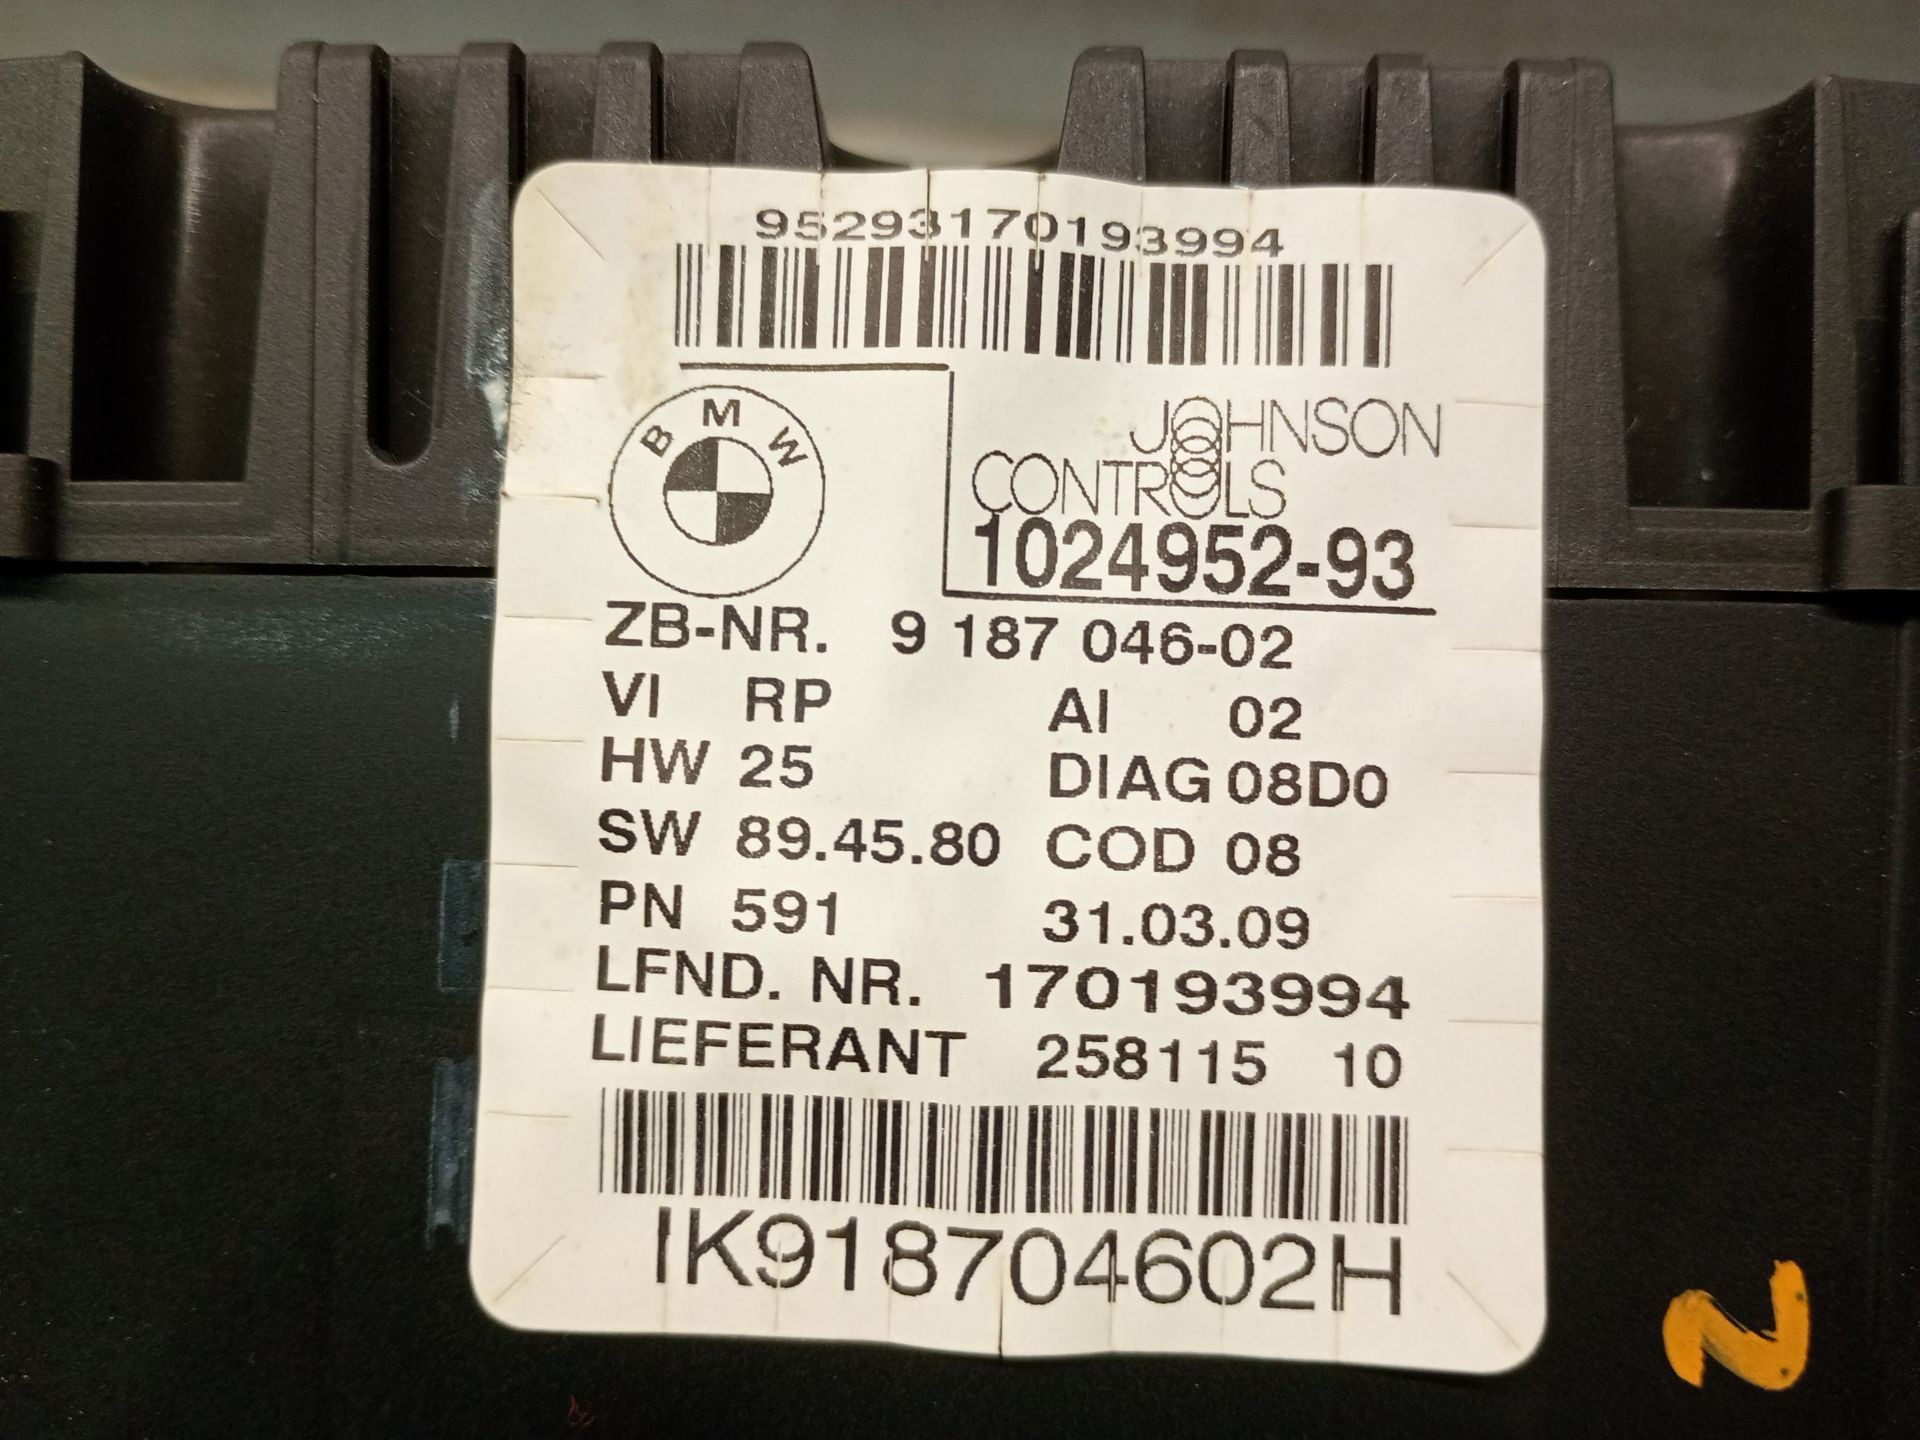 95293170193994
BMW
JOHNSON
CONTROLS
1024952-93
ZB-NR. 9 187 046-02
VI RP AI 02
HW 25 DIAG 08D0
SW 89.45.80 COD 08
PN 591 31.03.09
LFND. NR. 170193994
LIEFERANT 258115 10
IK918704602H